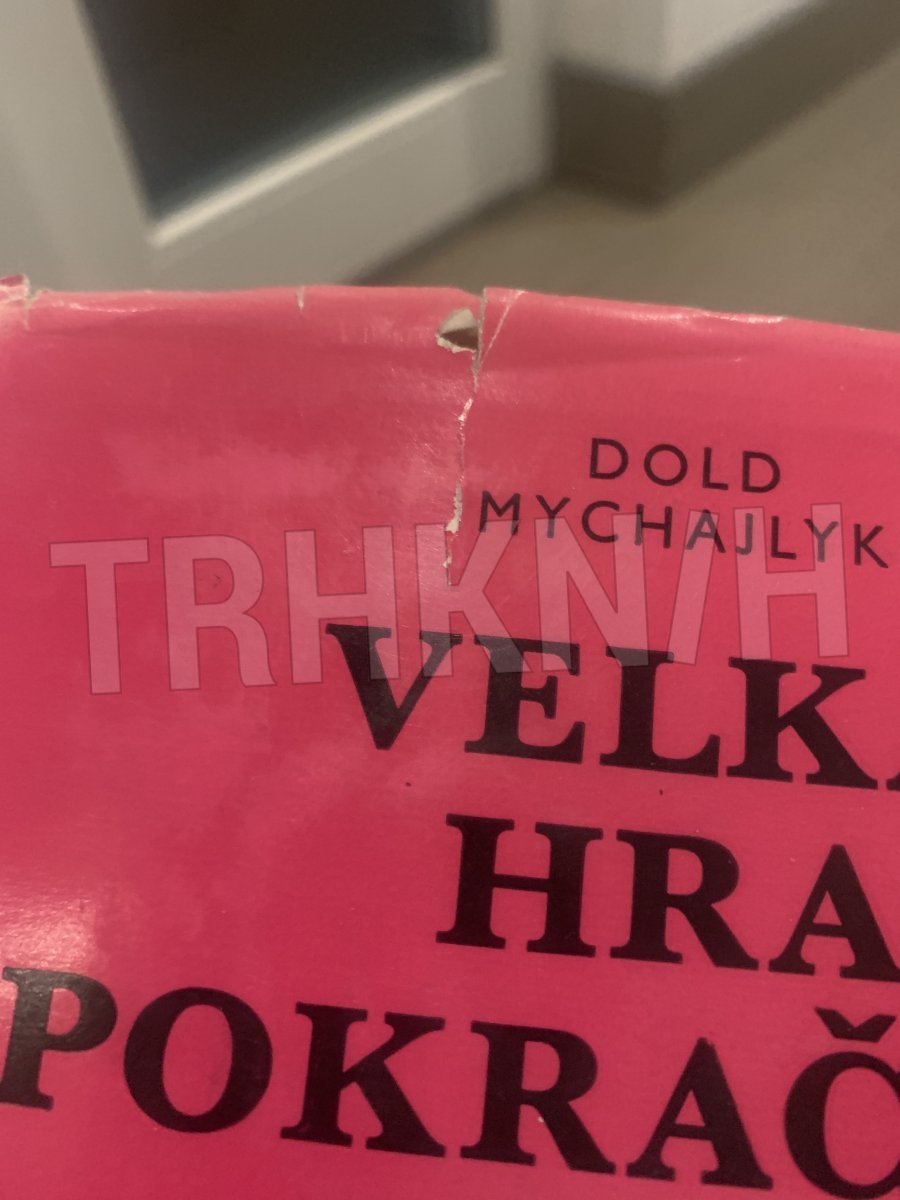 DOLD
MYCHAJLYK
TRHKNIH
VELK
HRA
POKRAČ